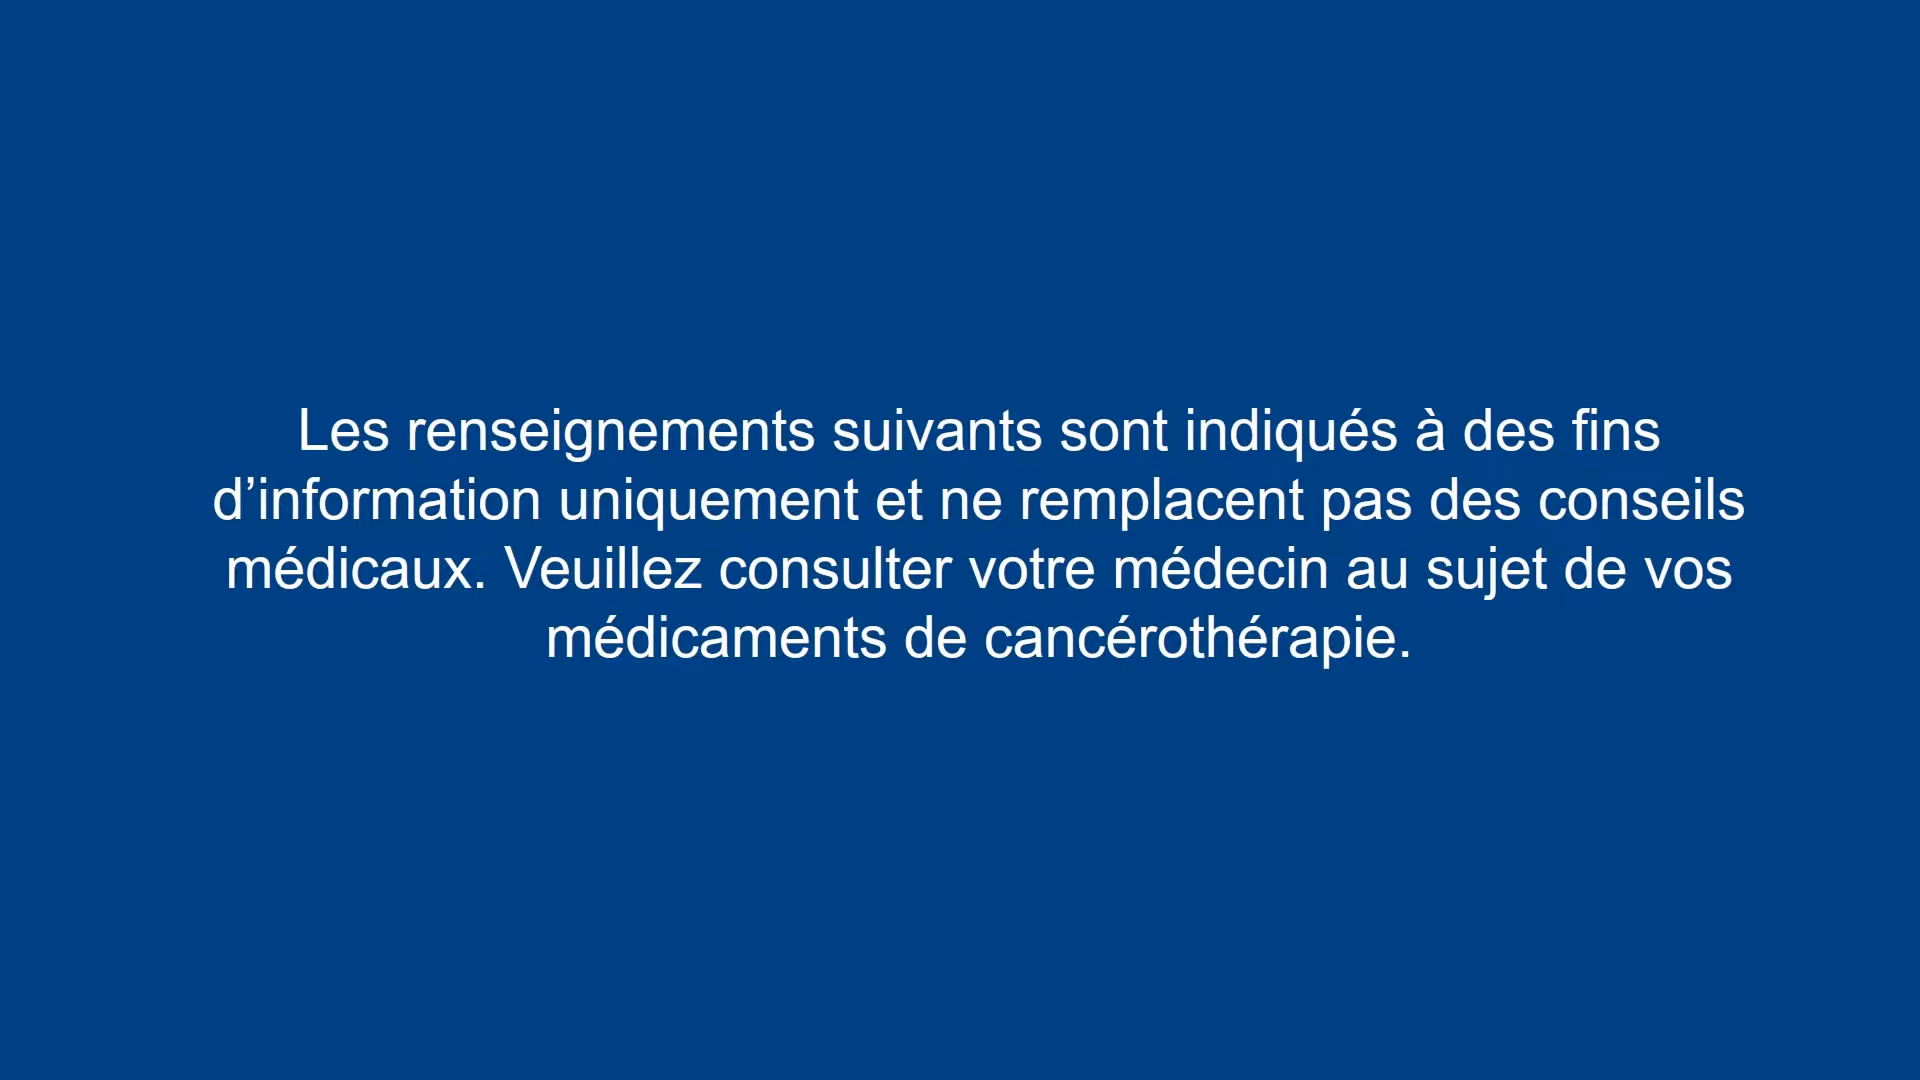 Les renseignements suivants sont indiqués à des fins
d’information uniquement et ne remplacent pas des conseils
médicaux. Veuillez consulter votre médecin au sujet de vos
médicaments de cancérothérapie.